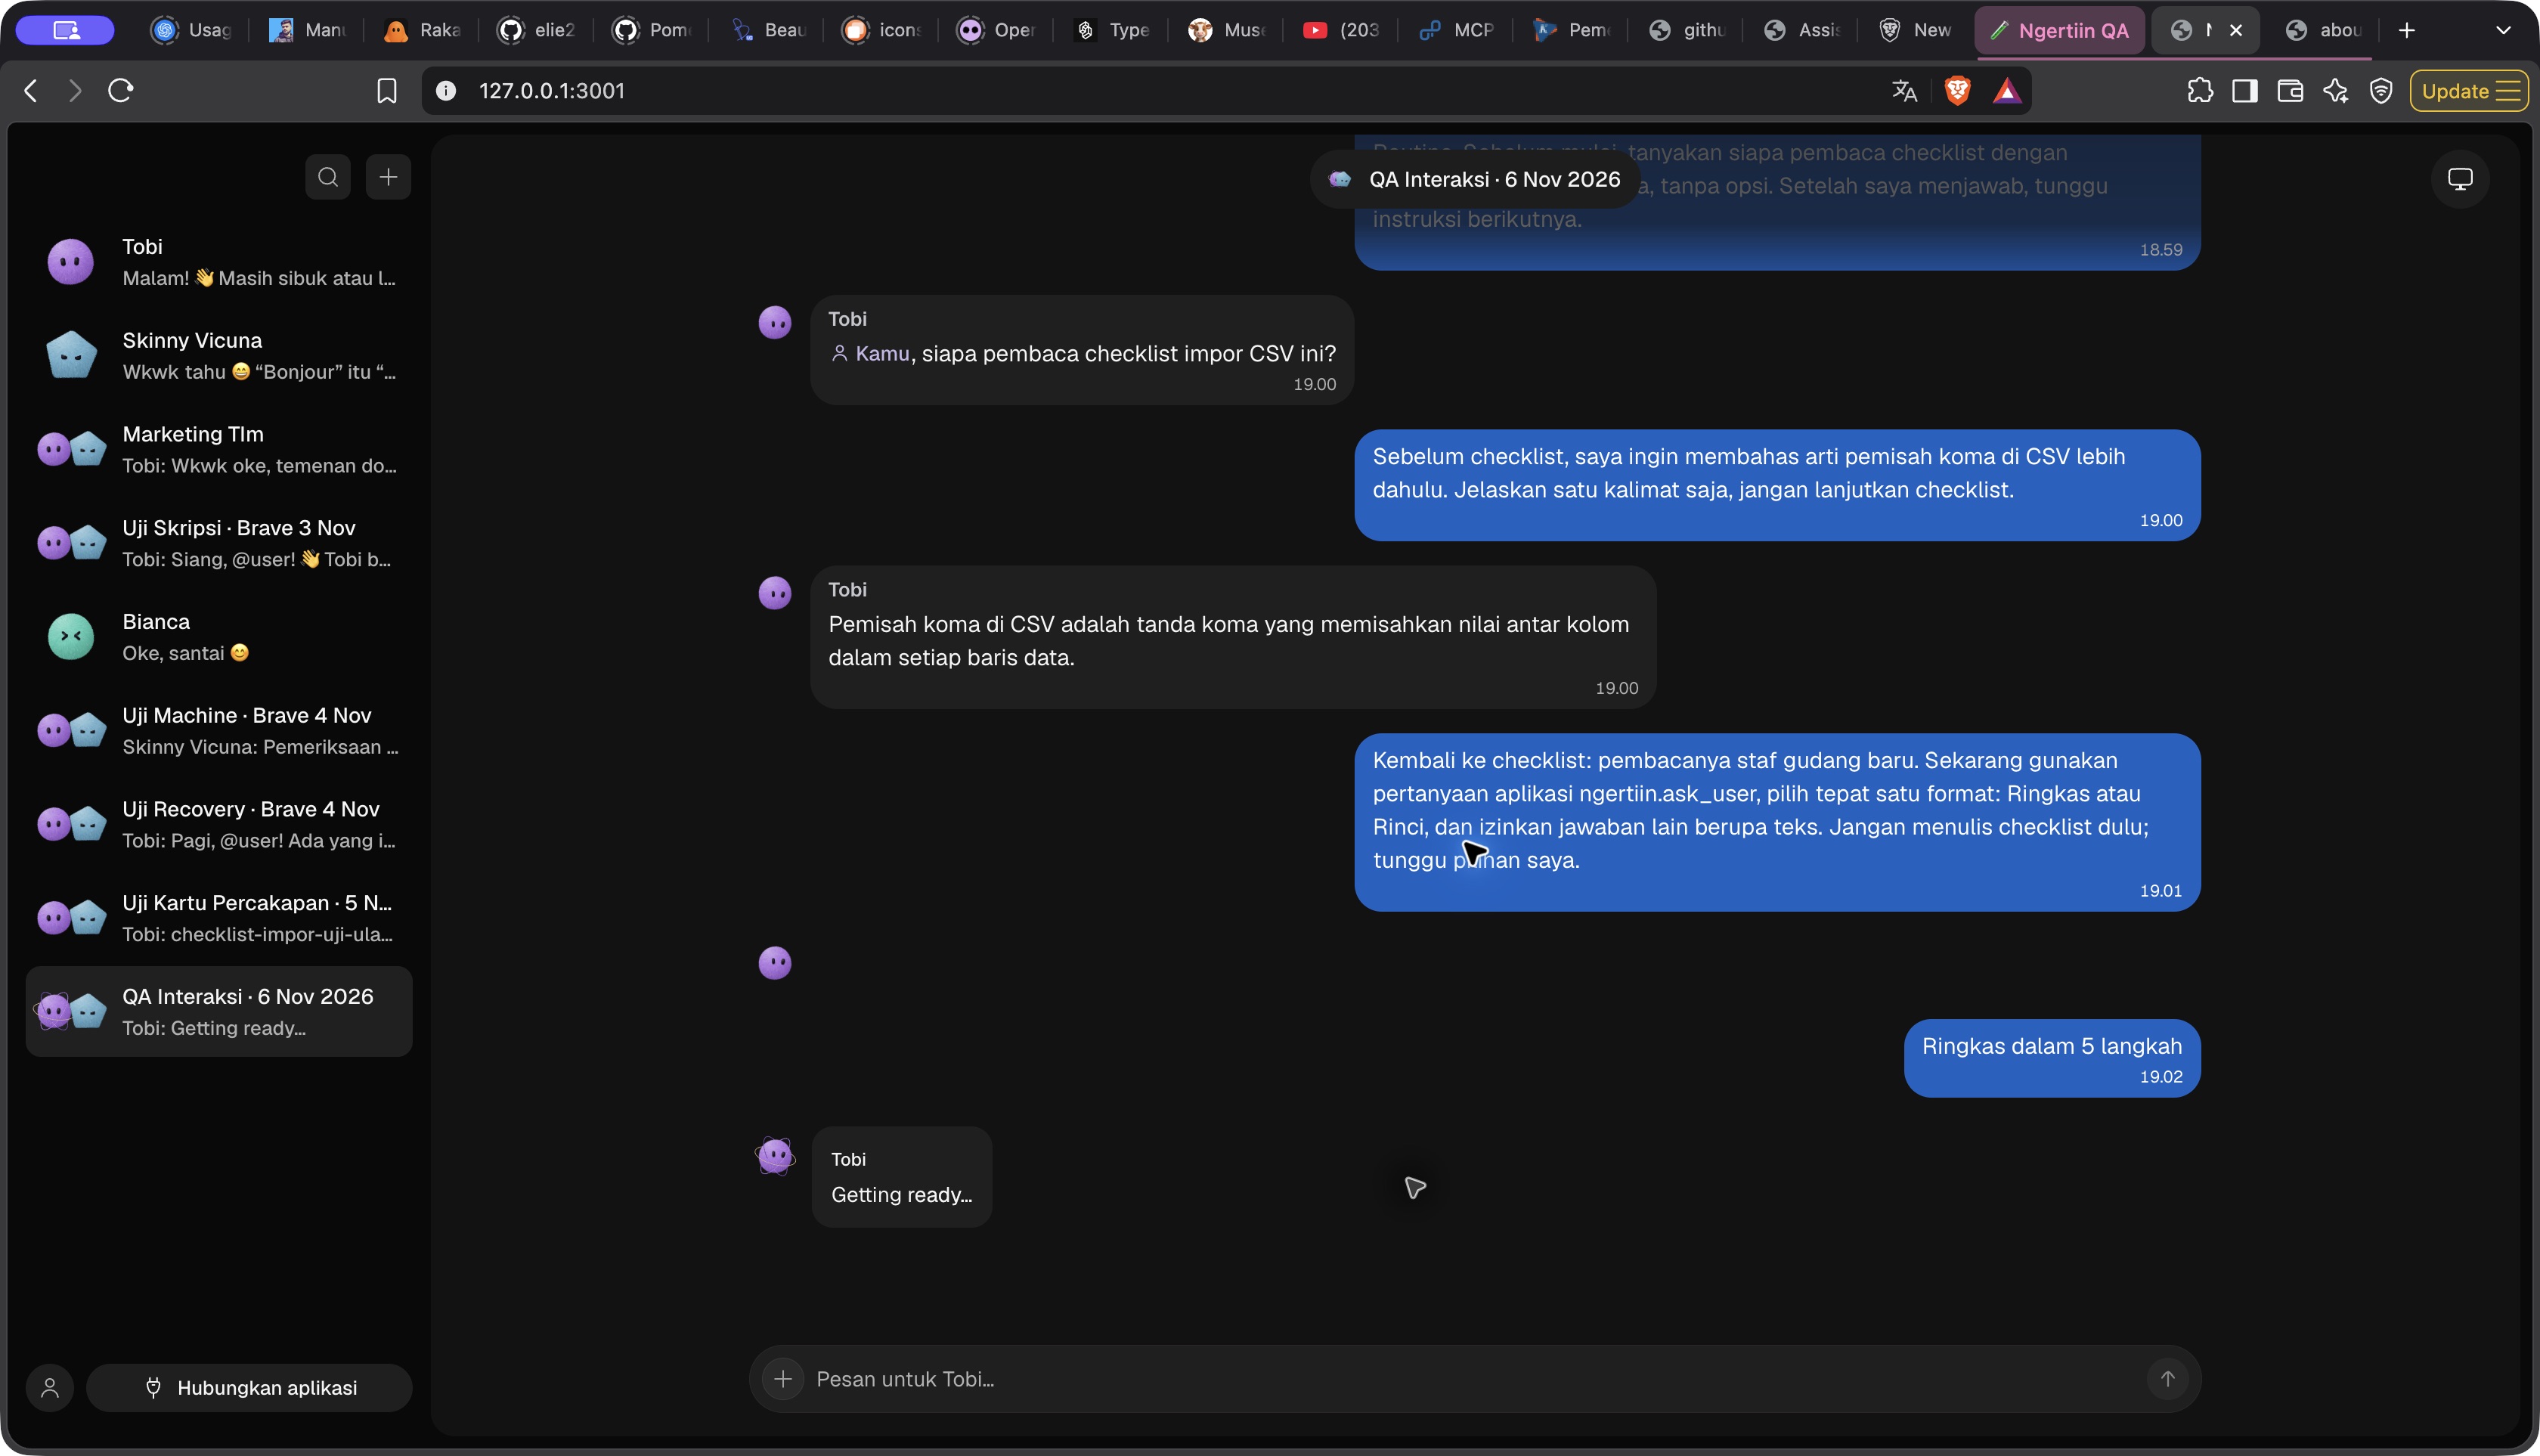 Usag
Manu
Raka
elie2
Pom
Beau
icons
Oper
Type
Muse
(203
MCP
Peme
githu
Assis
New
Ngertiin QA
abou
127.0.0.1:3001
Update
Tobi
Malam! 👋 Masih sibuk atau l...
Skinny Vicuna
Wkwk tahu 😄 “Bonjour” itu “...
Marketing TIm
Tobi: Wkwk oke, temenan do...
Uji Skripsi · Brave 3 Nov
Tobi: Siang, @user! 👋 Tobi b...
Bianca
Oke, santai 😊
Uji Machine · Brave 4 Nov
Skinny Vicuna: Pemeriksaan ...
Uji Recovery · Brave 4 Nov
Tobi: Pagi, @user! Ada yang i...
Uji Kartu Percakapan · 5 N...
Tobi: checklist-impor-uji-ula...
QA Interaksi · 6 Nov 2026
Tobi: Getting ready...
Hubungkan aplikasi
QA Interaksi · 6 Nov 2026
tanyakan siapa pembaca checklist dengan
, tanpa opsi. Setelah saya menjawab, tunggu
instruksi berikutnya.
18.59
Tobi
Kamu, siapa pembaca checklist impor CSV ini?
19.00
Sebelum checklist, saya ingin membahas arti pemisah koma di CSV lebih
dahulu. Jelaskan satu kalimat saja, jangan lanjutkan checklist.
19.00
Tobi
Pemisah koma di CSV adalah tanda koma yang memisahkan nilai antar kolom
dalam setiap baris data.
19.00
Kembali ke checklist: pembacanya staf gudang baru. Sekarang gunakan
pertanyaan aplikasi ngertiin.ask_user, pilih tepat satu format: Ringkas atau
Rinci, dan izinkan jawaban lain berupa teks. Jangan menulis checklist dulu;
tunggu pilihan saya.
19.01
Ringkas dalam 5 langkah
19.02
Tobi
Getting ready...
Pesan untuk Tobi...